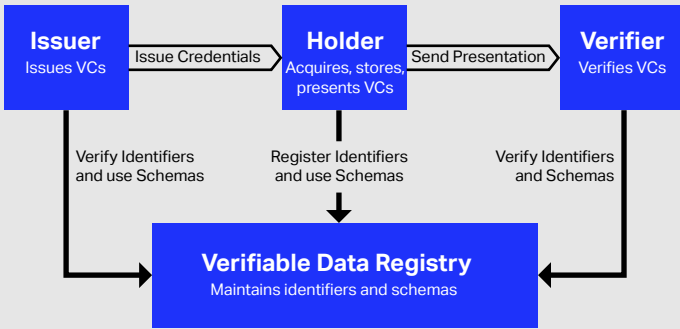 Issuer
Issues VCs
Issue Credentials
Holder
Acquires, stores,
presents VCs
Send Presentation
Verifier
Verifies VCs
Verify Identifiers
and use Schemas
Register Identifiers
and use Schemas
Verify Identifiers
and Schemas
Verifiable Data Registry
Maintains identifiers and schemas